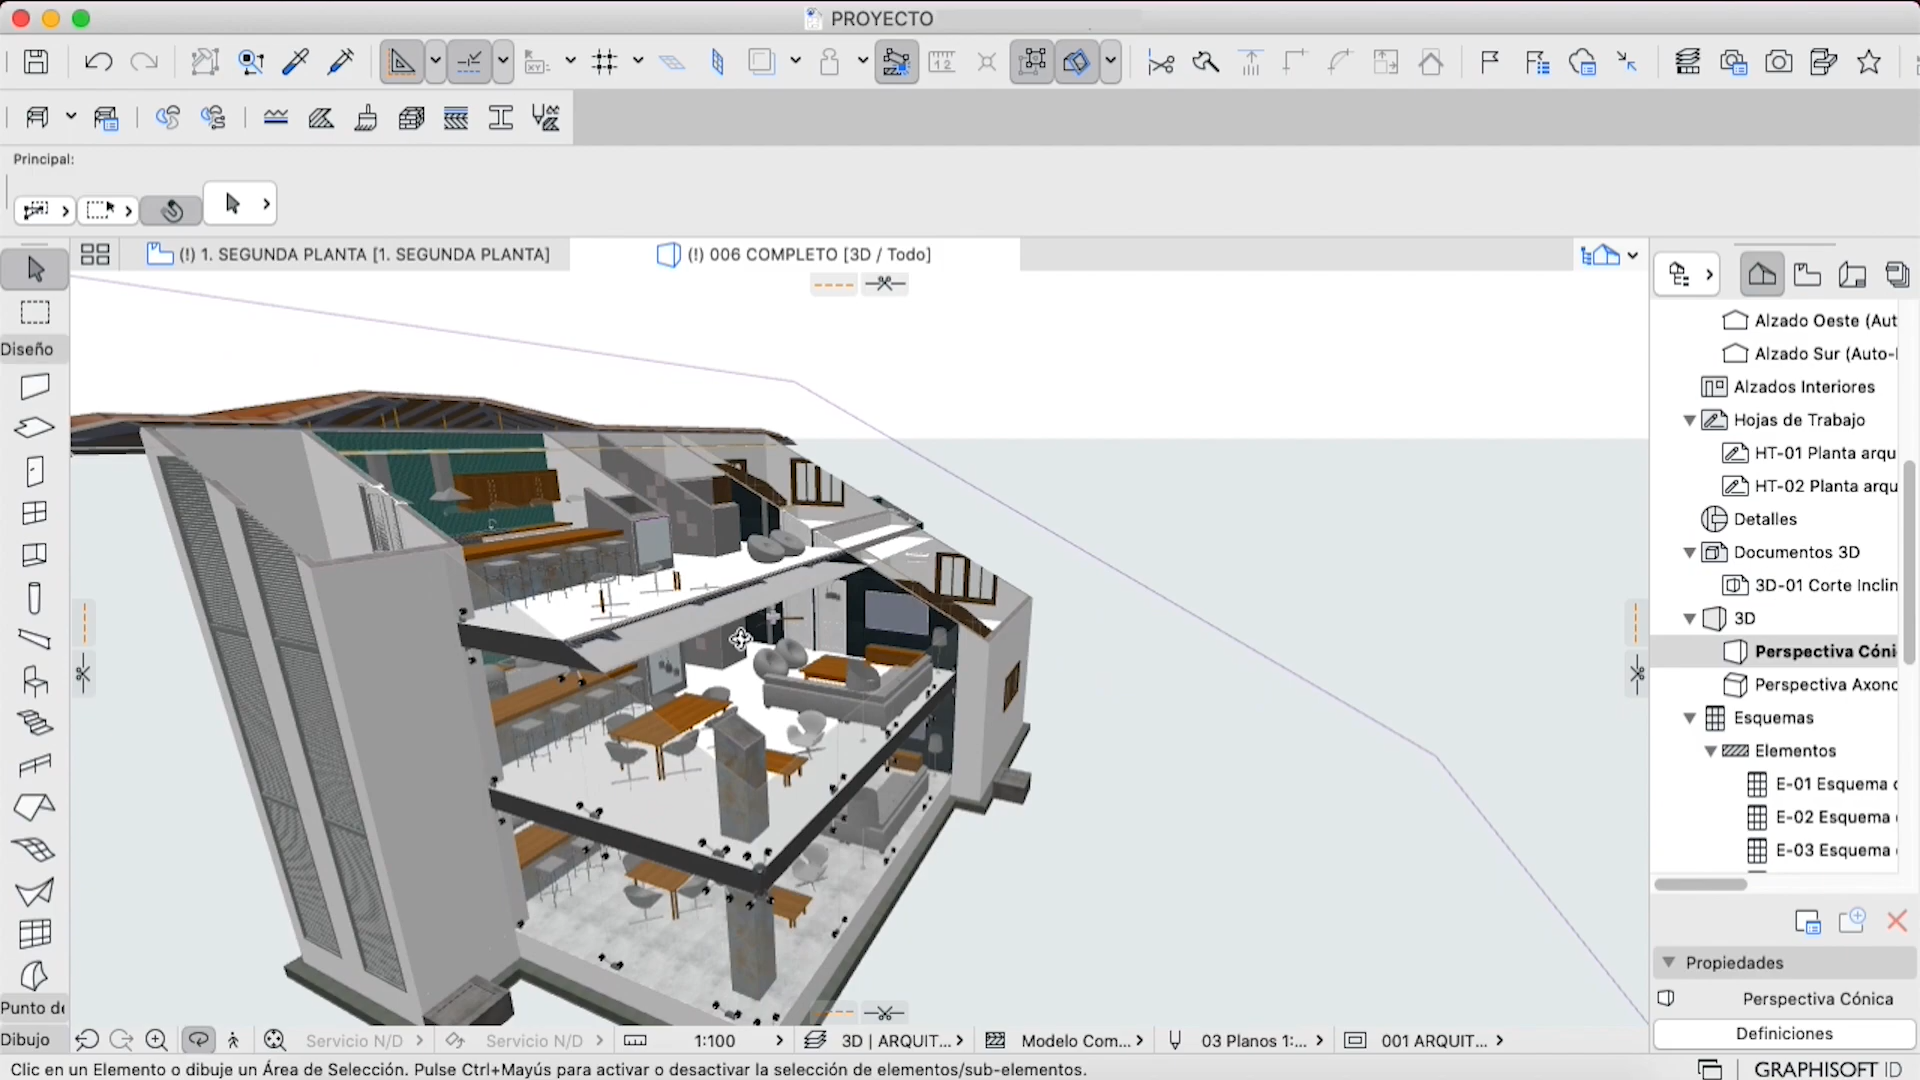 PROYECTO
Principal:
(!) 1. SEGUNDA PLANTA [1. SEGUNDA PLANTA]
(!) 006 COMPLETO [3D / Todo]
Diseño
Alzado Oeste (Aut
Alzado Sur (Auto-
Alzados Interiores
Hojas de Trabajo
HT-01 Planta arqu
HT-02 Planta arqu
Detalles
Documentos 3D
3D-01 Corte Inclin
3D
Perspectiva Cóni
Perspectiva Axono
Esquemas
Elementos
E-01 Esquema
E-02 Esquema
E-03 Esquema
Propiedades
Perspectiva Cónica
Definiciones
Punto de
Dibujo
Servicio N/D
Servicio N/D
1:100
3D | ARQUIT...
Modelo Com...
03 Planos 1:...
001 ARQUIT...
Clic en un Elemento o dibuje un Área de Selección. Pulse Ctrl+Mayús para activar o desactivar la selección de elementos/sub-elementos.
GRAPHISOFT ID